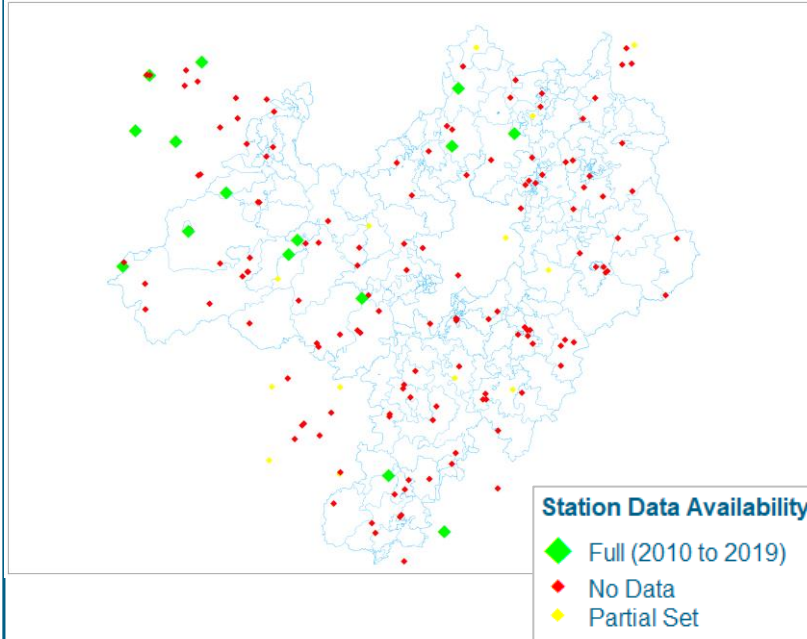 Station Data Availability
Full (2010 to 2019)
No Data
Partial Set